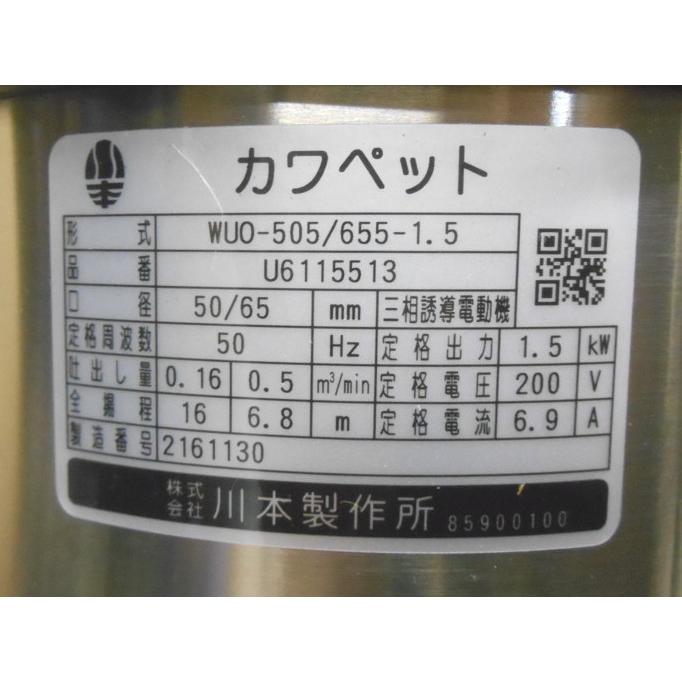 カワペット
形式 WUO-505/655-1.5
品番 U6115513
口径 50/65 mm 三相誘導電動機
定格周波数 50 Hz 定格出力 1.5 kW
吐出し量 0.16 0.5 m³/min 定格電圧 200 V
全揚程 16 6.8 m 定格電流 6.9 A
製造番号 2161130
株式会社 川本製作所 85900100